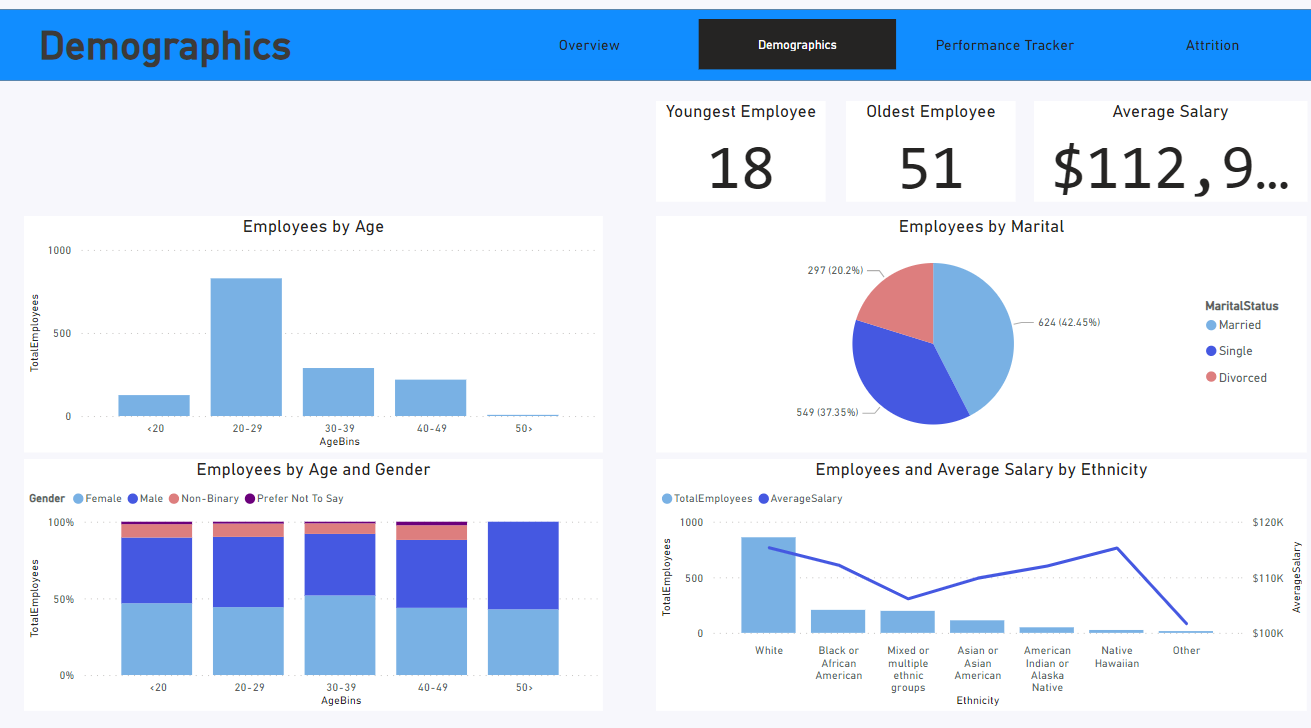 Demographics
Overview
Demographics
Performance Tracker
Attrition
Youngest Employee
18
Oldest Employee
51
Average Salary
$112,9...
Employees by Age
TotalEmployees
1000
500
0
<20
20-29
30-39
40-49
50>
AgeBins
Employees by Marital
297 (20.2%)
624 (42.45%)
549 (37.35%)
MaritalStatus
Married
Single
Divorced
Employees by Age and Gender
Gender Female Male Non-Binary Prefer Not To Say
TotalEmployees
100%
50%
0%
<20
20-29
30-39
40-49
50>
AgeBins
Employees and Average Salary by Ethnicity
TotalEmployees AverageSalary
TotalEmployees
1000
500
0
$120K
$110K
$100K
AverageSalary
White
Black or
African
American
Mixed or
multiple
ethnic
groups
Asian or
Asian
American
American
Indian or
Alaska
Native
Native
Hawaiian
Other
Ethnicity